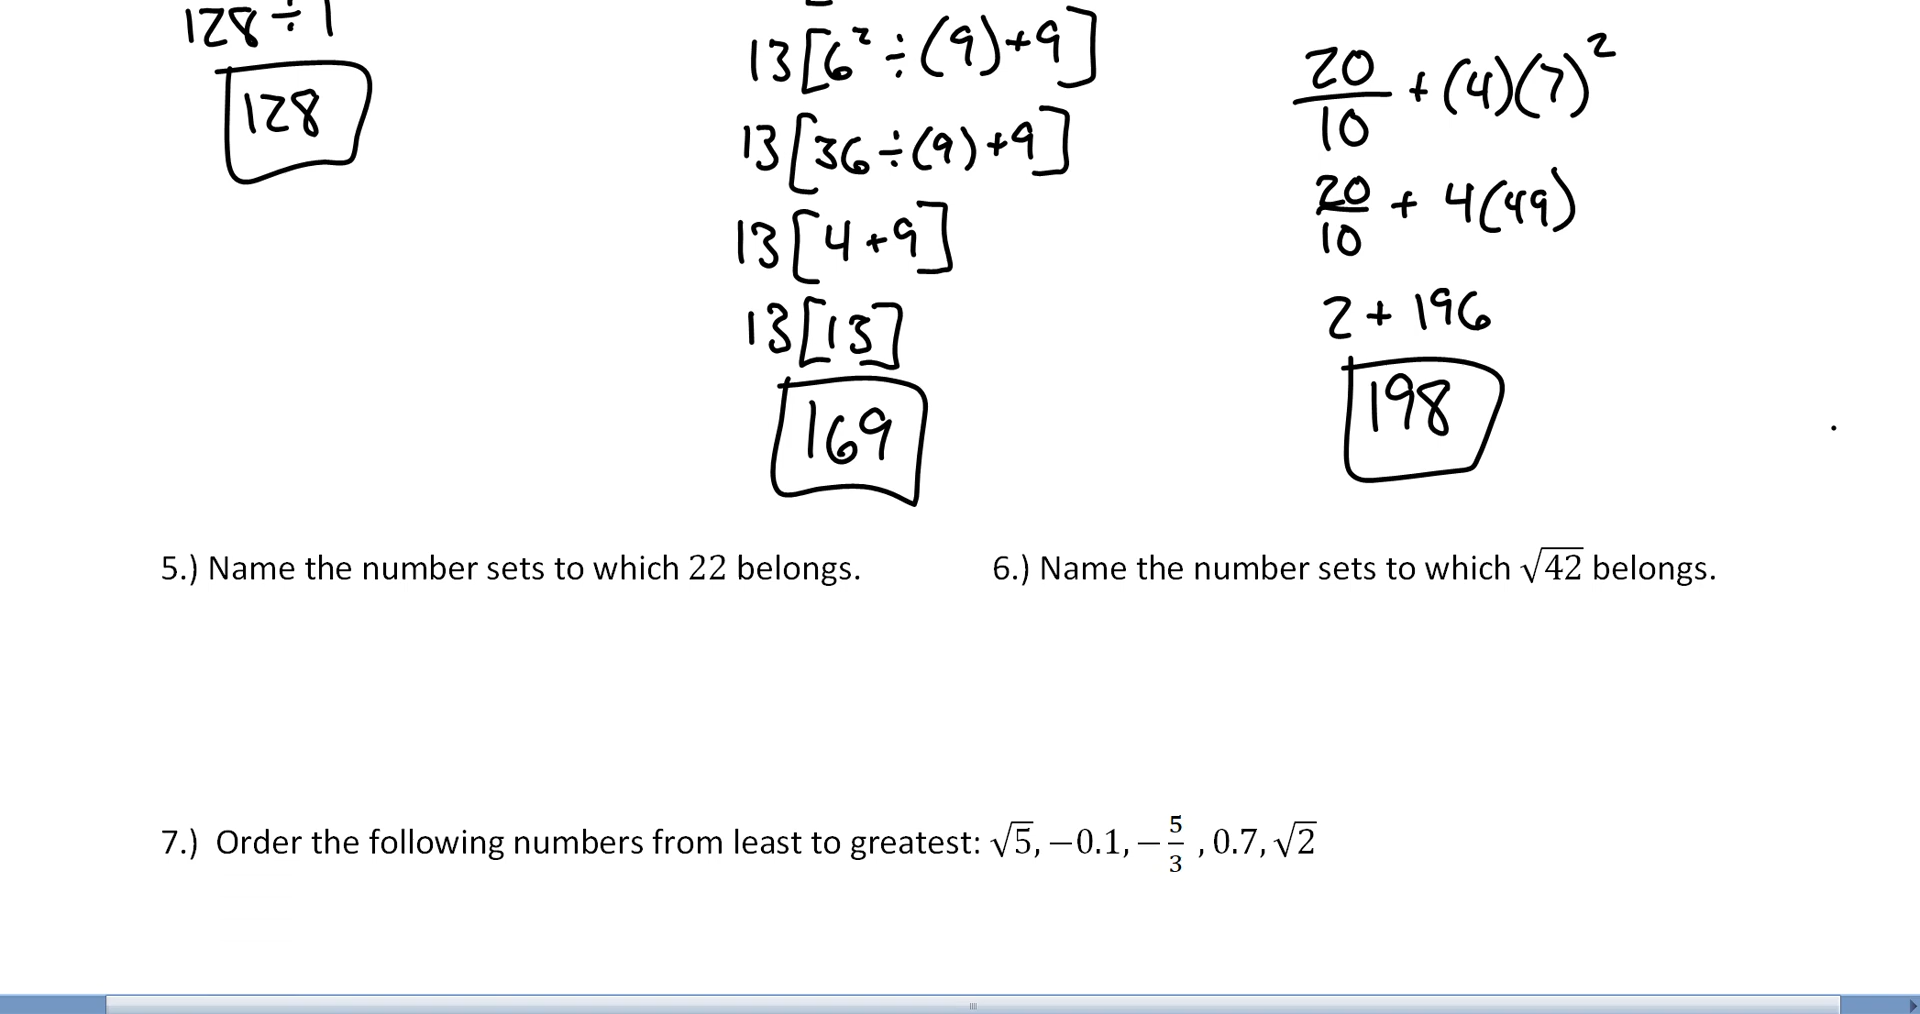 128 ÷ 1
128
13[6² ÷ (9) + 9]
13[36 ÷ (9) + 9]
13[4 + 9]
13[13]
169
20/10 + (4)(7)²
20/10 + 4(49)
2 + 196
198
5.) Name the number sets to which 22 belongs.
6.) Name the number sets to which √42 belongs.
7.) Order the following numbers from least to greatest: √5, −0.1, −5/3 , 0.7, √2